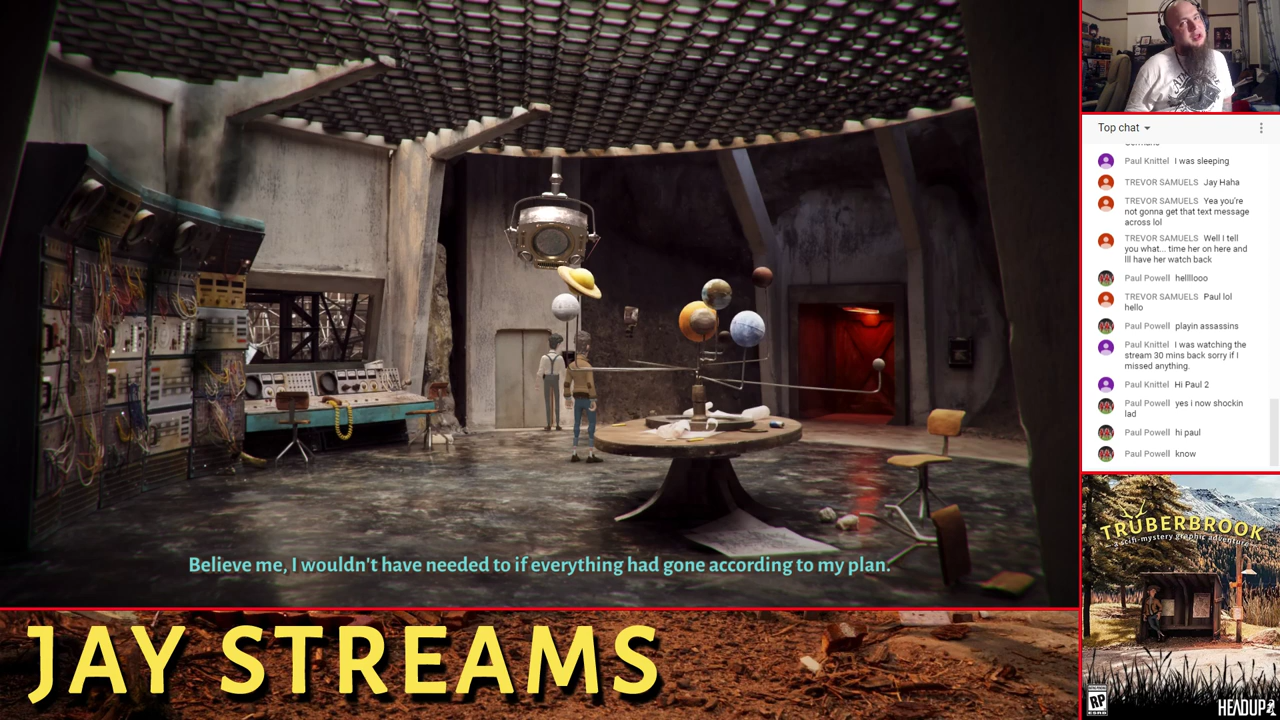 Believe me, I wouldn't have needed to if everything had gone according to my plan.
JAY STREAMS
Top chat
Paul Knittel I was sleeping
TREVOR SAMUELS Jay Haha
TREVOR SAMUELS Yea you're
not gonna get that text message
across lol
TREVOR SAMUELS Well I tell
you what... time her on here and
Ill have her watch back
Paul Powell hellllooo
TREVOR SAMUELS Paul lol
hello
Paul Powell playin assassins
Paul Knittel I was watching the
stream 30 mins back sorry if I
missed anything.
Paul Knittel Hi Paul 2
Paul Powell yes i now shockin
lad
Paul Powell hi paul
Paul Powell know
TRÜBERBROOK
a sci-fi-mystery graphic adventure
RP
ESRB
HEADUP